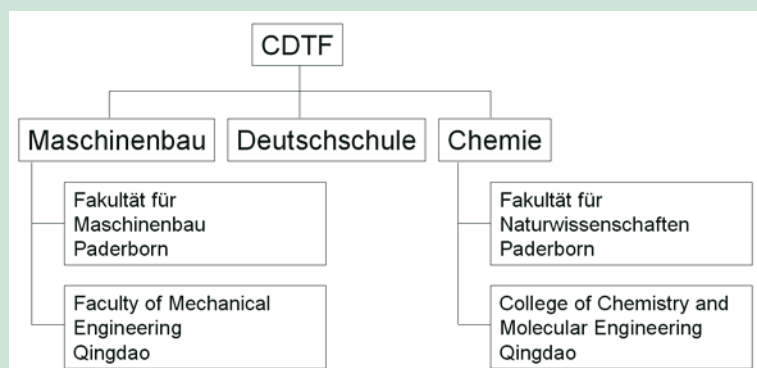 CDTF
Maschinenbau
Deutschschule
Chemie
Fakultät für
Maschinenbau
Paderborn
Fakultät für
Naturwissenschaften
Paderborn
Faculty of Mechanical
Engineering
Qingdao
College of Chemistry and
Molecular Engineering
Qingdao